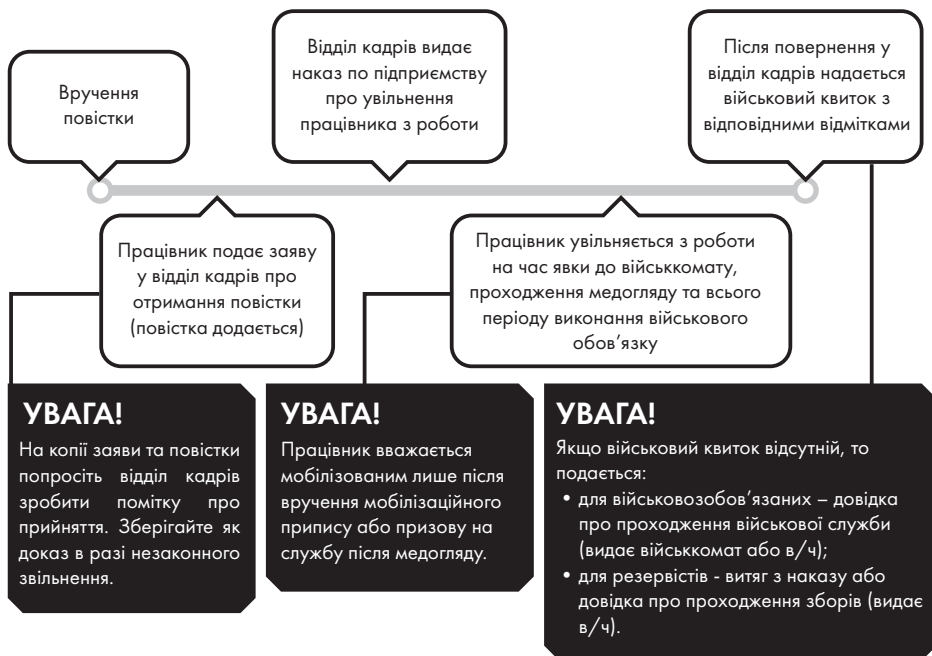 Вручення
повістки
Відділ кадрів видає
наказ по підприємству
про увільнення
працівника з роботи
Після повернення у
відділ кадрів надається
військовий квиток з
відповідними відмітками
Працівник подає заяву
у відділ кадрів про
отримання повістки
(повістка додається)
Працівник увільняється з роботи
на час явки до військкомату,
проходження медогляду та всього
періоду виконання військового
обов’язку
УВАГА!
На копії заяви та повістки
попросіть відділ кадрів
зробити помітку про
прийняття. Зберігайте як
доказ в разі незаконного
звільнення.
УВАГА!
Працівник вважається
мобілізованим лише після
вручення мобілізаційного
припису або призову на
службу після медогляду.
УВАГА!
Якщо військовий квиток відсутній, то
подається:
• для військовозобов’язаних – довідка
про проходження військової служби
(видає військкомат або в/ч);
• для резервістів - витяг з наказу або
довідка про проходження зборів (видає
в/ч).